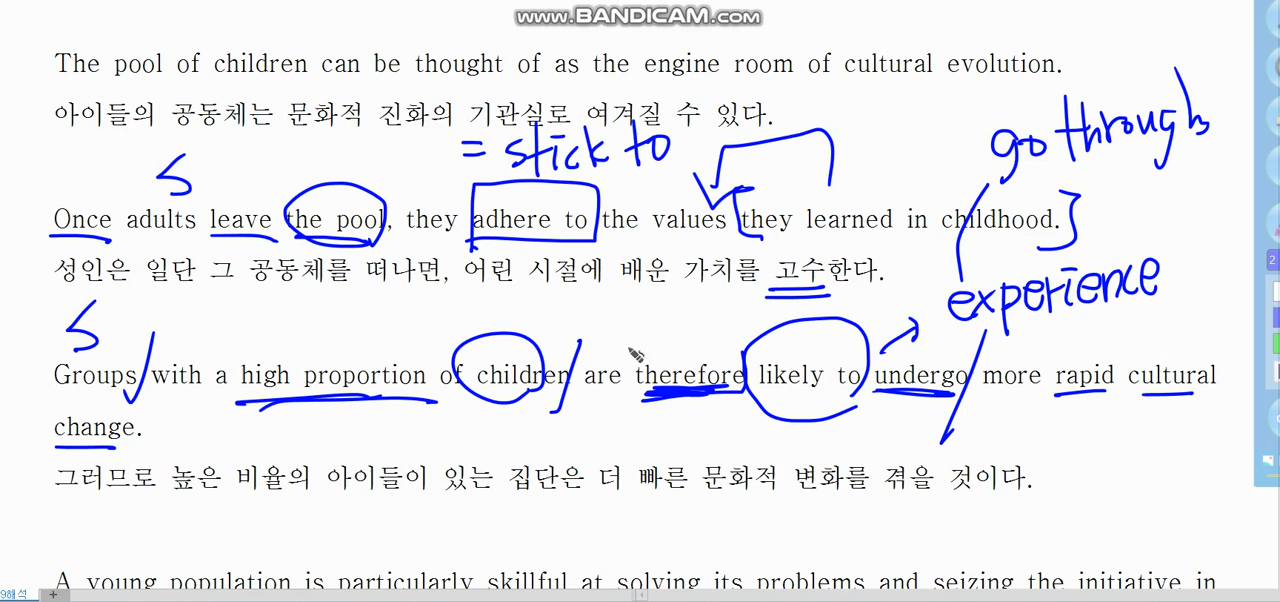 www.BANDICAM.com
The pool of children can be thought of as the engine room of cultural evolution.
아이들의 공동체는 문화적 진화의 기관실로 여겨질 수 있다.
= stick to
go through
S
Once adults leave the pool, they adhere to the values [they learned in childhood.]
성인은 일단 그 공동체를 떠나면, 어린 시절에 배운 가치를 고수한다.
experience
S
Groups with a high proportion of children are therefore likely to undergo more rapid cultural
change.
그러므로 높은 비율의 아이들이 있는 집단은 더 빠른 문화적 변화를 겪을 것이다.
A young population is particularly skillful at solving its problems and seizing the initiative in
9해석
2